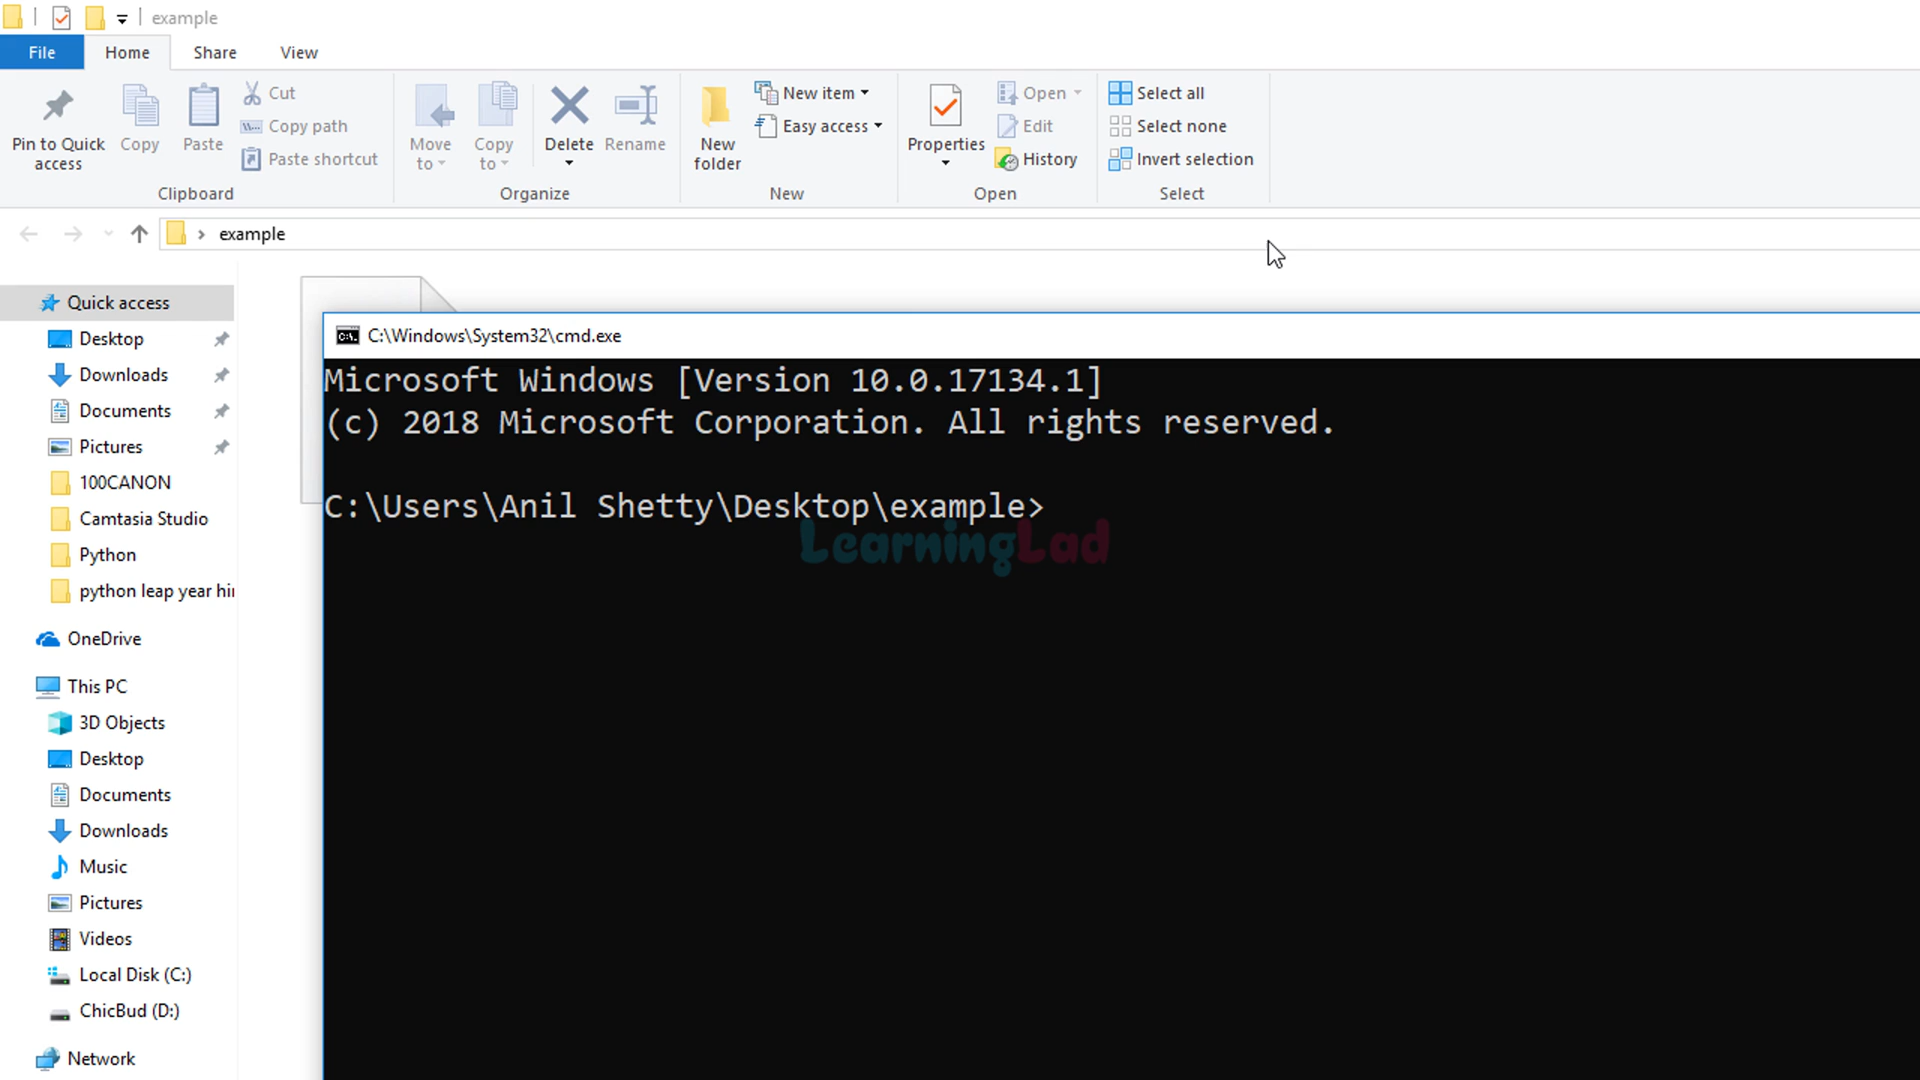 example
File Home Share View
Pin to Quick access
Copy
Paste
Cut
Copy path
Paste shortcut
Clipboard
Move to
Copy to
Delete
Rename
Organize
New folder
New item
Easy access
New
Properties
Open
Edit
History
Open
Select all
Select none
Invert selection
Select
example
Quick access
Desktop
Downloads
Documents
Pictures
100CANON
Camtasia Studio
Python
python leap year hi
OneDrive
This PC
3D Objects
Desktop
Documents
Downloads
Music
Pictures
Videos
Local Disk (C:)
ChicBud (D:)
Network
C:\Windows\System32\cmd.exe
Microsoft Windows [Version 10.0.17134.1]
(c) 2018 Microsoft Corporation. All rights reserved.
C:\Users\Anil Shetty\Desktop\example>
LearningLad